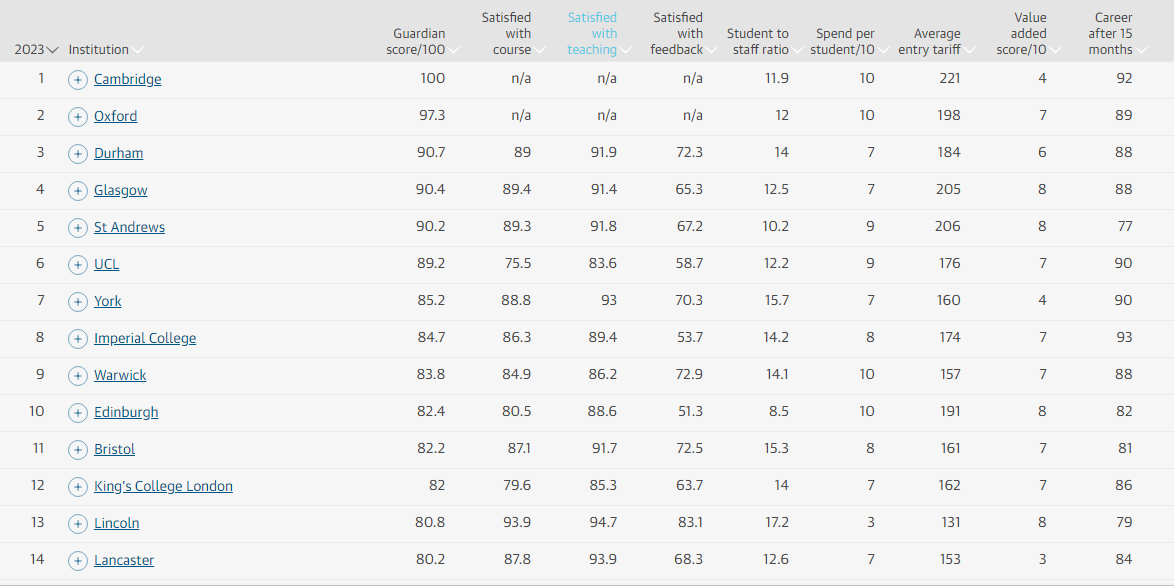 2023 Institution Guardian score/100 Satisfied with course Satisfied with teaching Satisfied with feedback Student to staff ratio Spend per student/10 Average entry tariff Value added score/10 Career after 15 months
1 Cambridge 100 n/a n/a n/a 11.9 10 221 4 92
2 Oxford 97.3 n/a n/a n/a 12 10 198 7 89
3 Durham 90.7 89 91.9 72.3 14 7 184 6 88
4 Glasgow 90.4 89.4 91.4 65.3 12.5 7 205 8 88
5 St Andrews 90.2 89.3 91.8 67.2 10.2 9 206 8 77
6 UCL 89.2 75.5 83.6 58.7 12.2 9 176 7 90
7 York 85.2 88.8 93 70.3 15.7 7 160 4 90
8 Imperial College 84.7 86.3 89.4 53.7 14.2 8 174 7 93
9 Warwick 83.8 84.9 86.2 72.9 14.1 10 157 7 88
10 Edinburgh 82.4 80.5 88.6 51.3 8.5 10 191 8 82
11 Bristol 82.2 87.1 91.7 72.5 15.3 8 161 7 81
12 King's College London 82 79.6 85.3 63.7 14 7 162 7 86
13 Lincoln 80.8 93.9 94.7 83.1 17.2 3 131 8 79
14 Lancaster 80.2 87.8 93.9 68.3 12.6 7 153 3 84